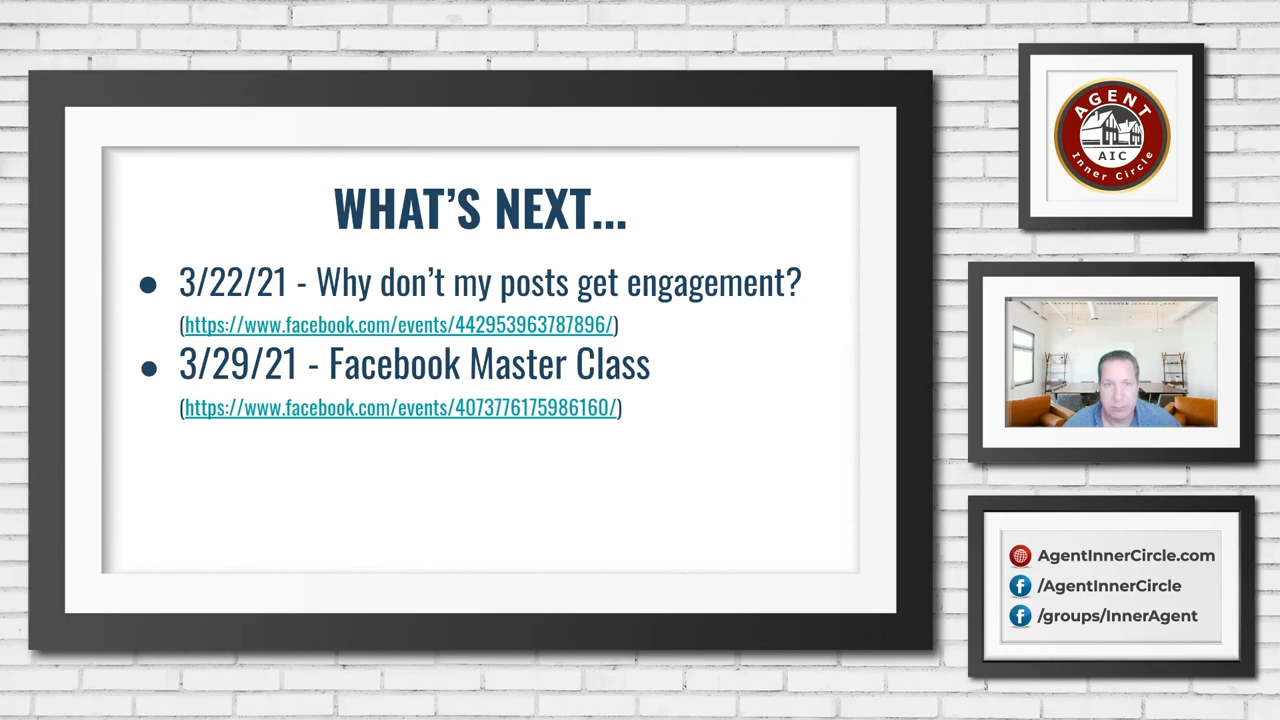 WHAT'S NEXT...
● 3/22/21 - Why don't my posts get engagement?
(https://www.facebook.com/events/442953963787896/)
● 3/29/21 - Facebook Master Class
(https://www.facebook.com/events/4073776175986160/)
AGENT
AIC
Inner Circle
AgentInnerCircle.com
/AgentInnerCircle
/groups/InnerAgent